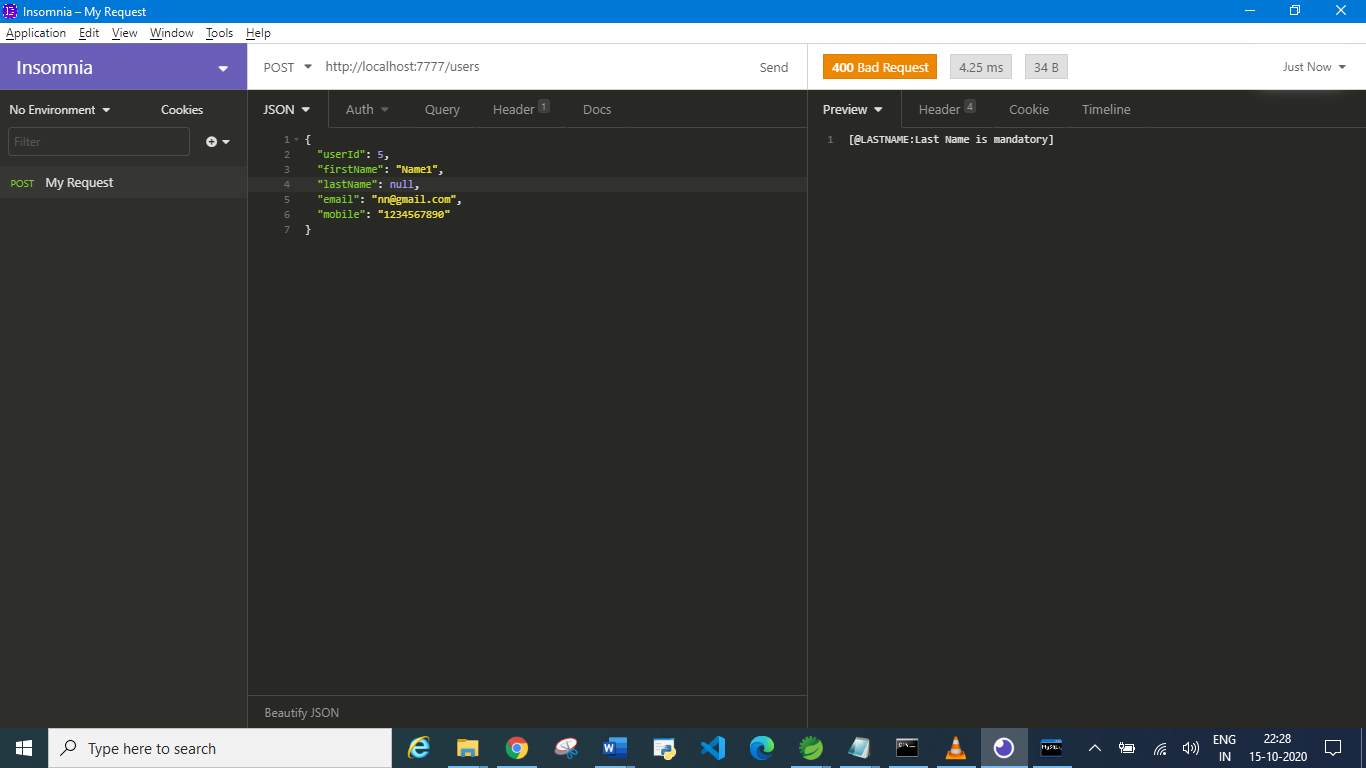 Insomnia – My Request
Application Edit View Window Tools Help
Insomnia
POST http://localhost:7777/users Send
400 Bad Request 4.25 ms 34 B Just Now
No Environment Cookies
JSON Auth Query Header 1 Docs
Preview Header 4 Cookie Timeline
Filter
POST My Request
1 {
2 "userId": 5,
3 "firstName": "Name1",
4 "lastName": null,
5 "email": "nn@gmail.com",
6 "mobile": "1234567890"
7 }
1 [@LASTNAME:Last Name is mandatory]
Beautify JSON
Type here to search
W
MySQL
ENG
IN
22:28
15-10-2020